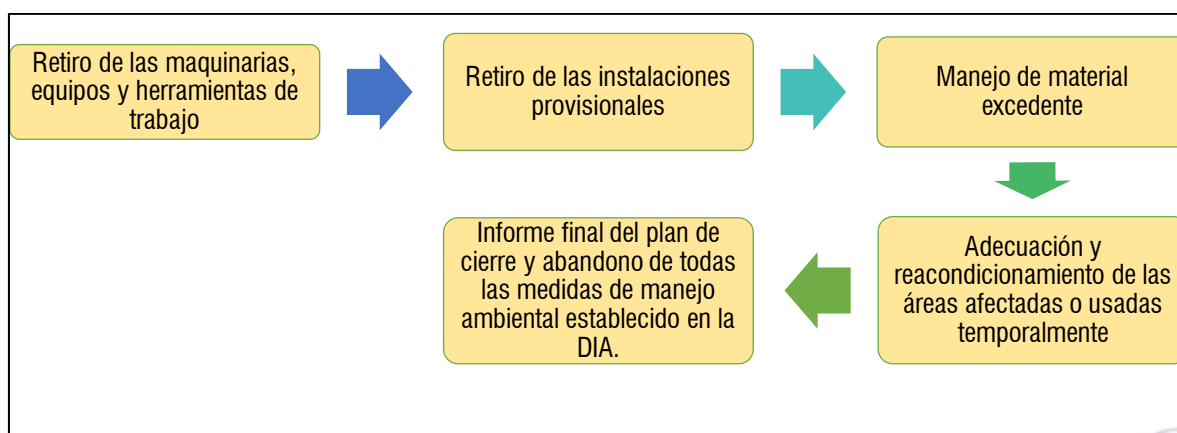 Retiro de las maquinarias,
equipos y herramientas de
trabajo
Retiro de las instalaciones
provisionales
Manejo de material
excedente
Adecuación y
reacondicionamiento de las
áreas afectadas o usadas
temporalmente
Informe final del plan de
cierre y abandono de todas
las medidas de manejo
ambiental establecido en la
DIA.